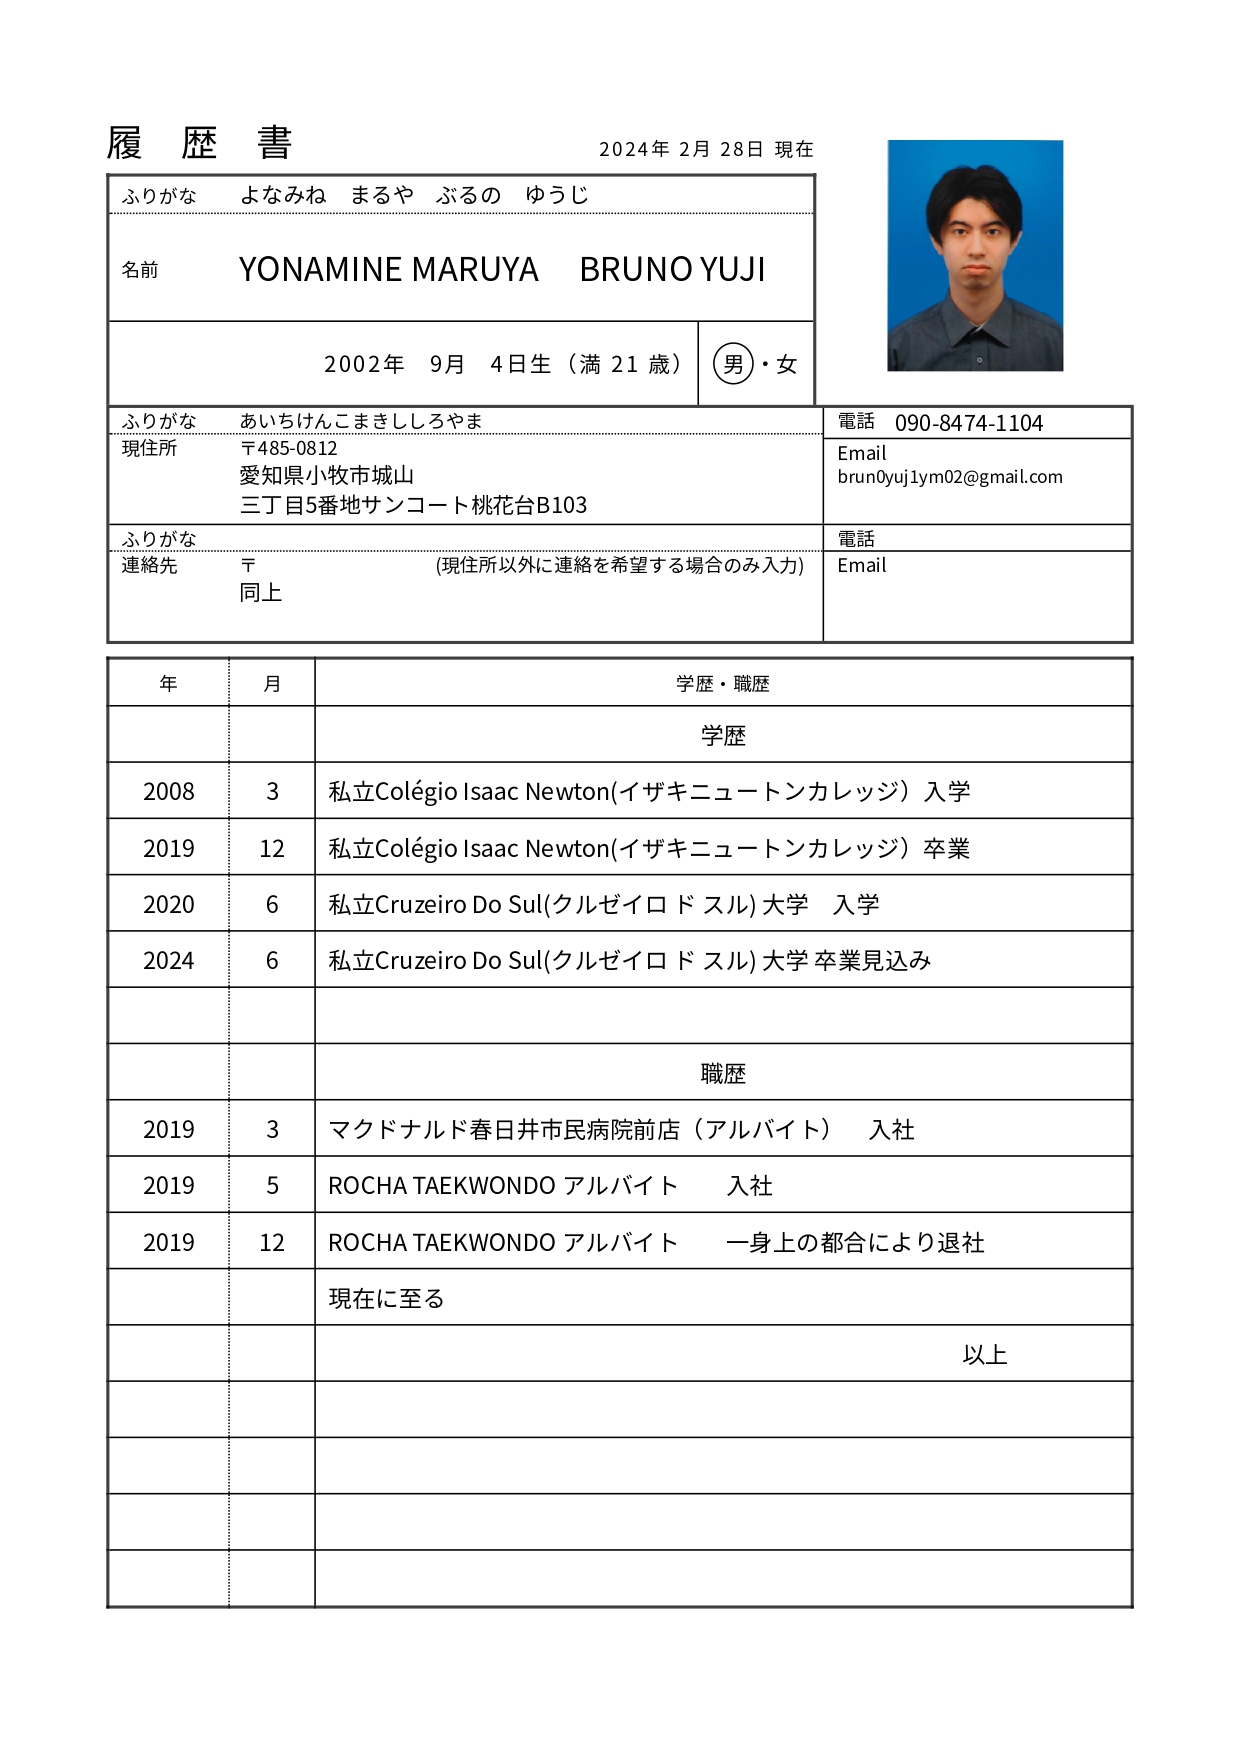 履 歴 書
2024年 2月 28日 現在
ふりがな よなみね まるや ぶるの ゆうじ
名前 YONAMINE MARUYA BRUNO YUJI
2002年 9月 4日生（満 21 歳） 男・女
ふりがな あいちけんこまきししろやま
電話 090-8474-1104
現住所 〒485-0812
愛知県小牧市城山
三丁目5番地サンコート桃花台B103
Email
brun0yuj1ym02@gmail.com
ふりがな
電話
連絡先 〒 (現住所以外に連絡を希望する場合のみ入力)
同上
Email
年 月 学歴・職歴
学歴
2008 3 私立Colégio Isaac Newton(イザキニュートンカレッジ）入学
2019 12 私立Colégio Isaac Newton(イザキニュートンカレッジ）卒業
2020 6 私立Cruzeiro Do Sul(クルゼイロ ド スル) 大学 入学
2024 6 私立Cruzeiro Do Sul(クルゼイロ ド スル) 大学 卒業見込み
職歴
2019 3 マクドナルド春日井市民病院前店（アルバイト） 入社
2019 5 ROCHA TAEKWONDO アルバイト 入社
2019 12 ROCHA TAEKWONDO アルバイト 一身上の都合により退社
現在に至る
以上